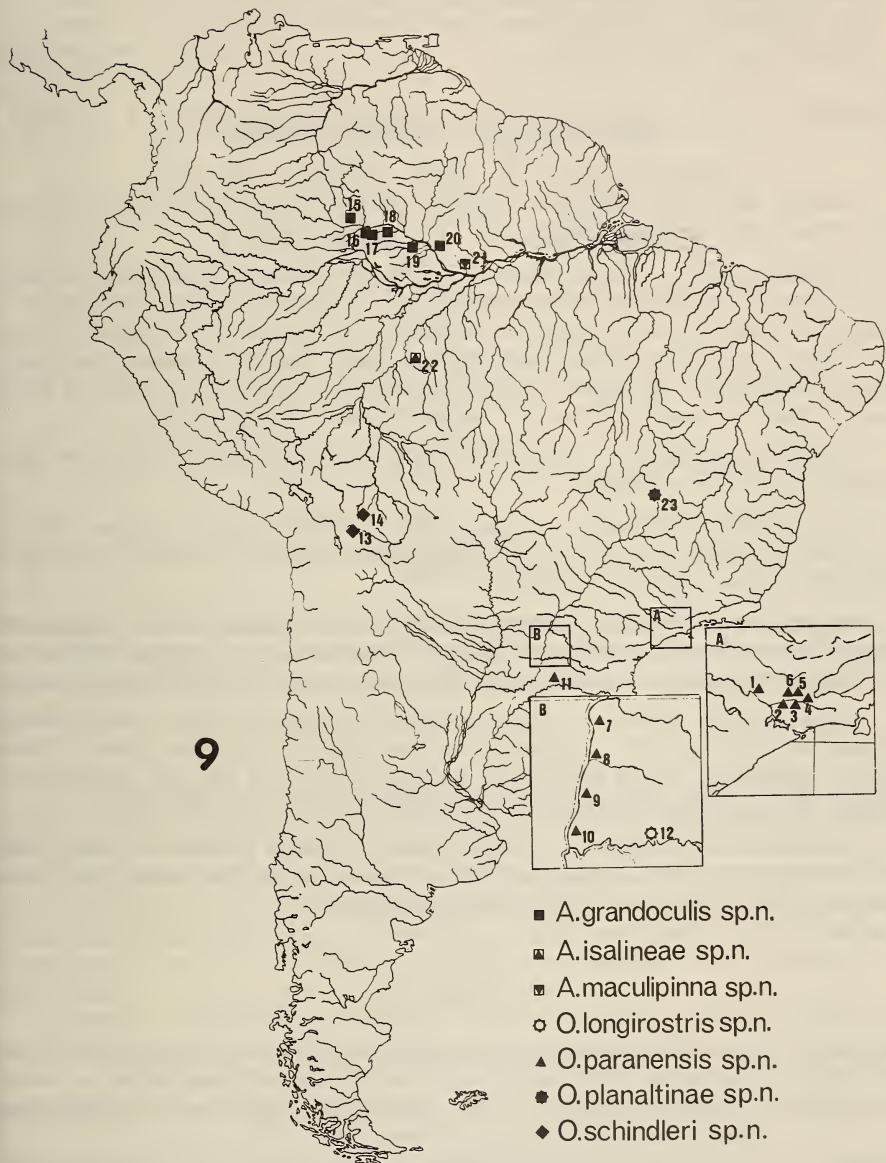 15
16
17
18
19
20
21
22
23
14
13
A
B
11
A
1
6
5
2
3
4
B
7
8
9
10
12
9
A.grandoculis sp.n.
A.isalineae sp.n.
A.maculipinna sp.n.
O.longirostris sp.n.
O.paranensis sp.n.
O.planaltinae sp.n.
O.schindleri sp.n.